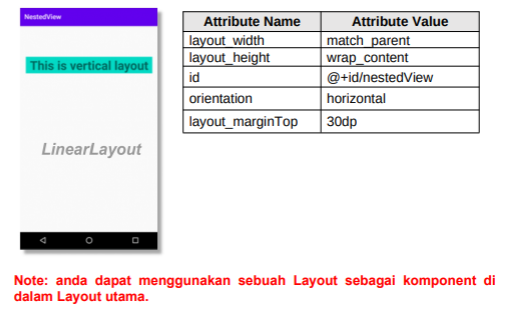 NestedView
This is vertical layout
LinearLayout
Attribute Name Attribute Value
layout_width match_parent
layout_height wrap_content
id @+id/nestedView
orientation horizontal
layout_marginTop 30dp
Note: anda dapat menggunakan sebuah Layout sebagai komponent di
dalam Layout utama.